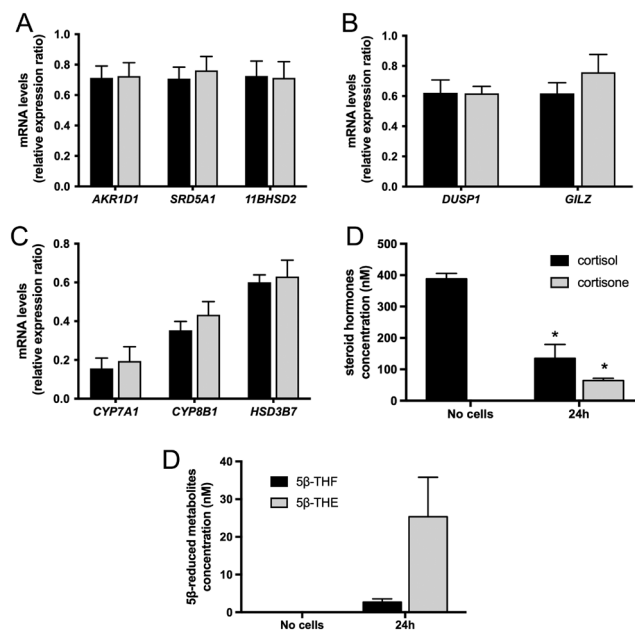 A
mRNA levels
(relative expression ratio)
1.0
0.8
0.6
0.4
0.2
0.0
AKR1D1 SRD5A1 11BHSD2
B
mRNA levels
(relative expression ratio)
1.0
0.8
0.6
0.4
0.2
0.0
DUSP1 GILZ
C
mRNA levels
(relative expression ratio)
0.8
0.6
0.4
0.2
0.0
CYP7A1 CYP8B1 HSD3B7
D
steroid hormones
concentration (nM)
500
400
300
200
100
0
cortisol
cortisone
* *
No cells 24h
D
5β-reduced metabolites
concentration (nM)
40
30
20
10
0
5β-THF
5β-THE
No cells 24h